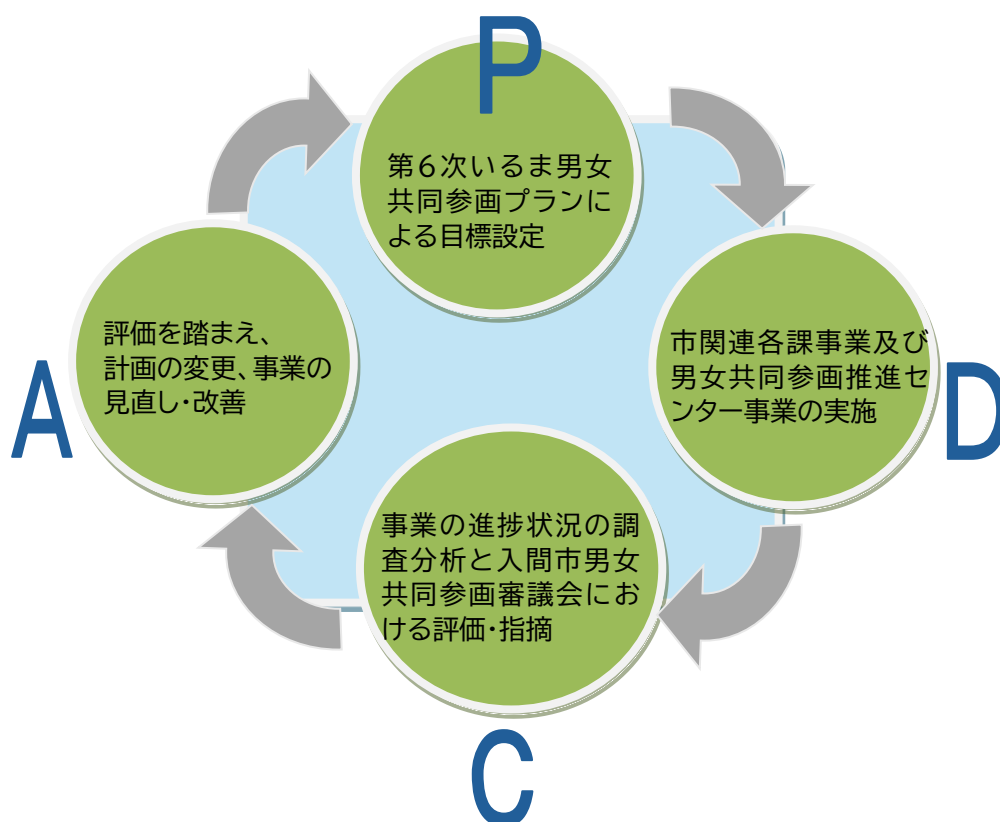 P
第6次いるま男女
共同参画プランに
よる目標設定
市関連各課事業及び
男女共同参画推進セ
ンター事業の実施
D
事業の進捗状況の調
査分析と入間市男女
共同参画審議会にお
ける評価・指摘
C
評価を踏まえ、
計画の変更、事業の
見直し・改善
A